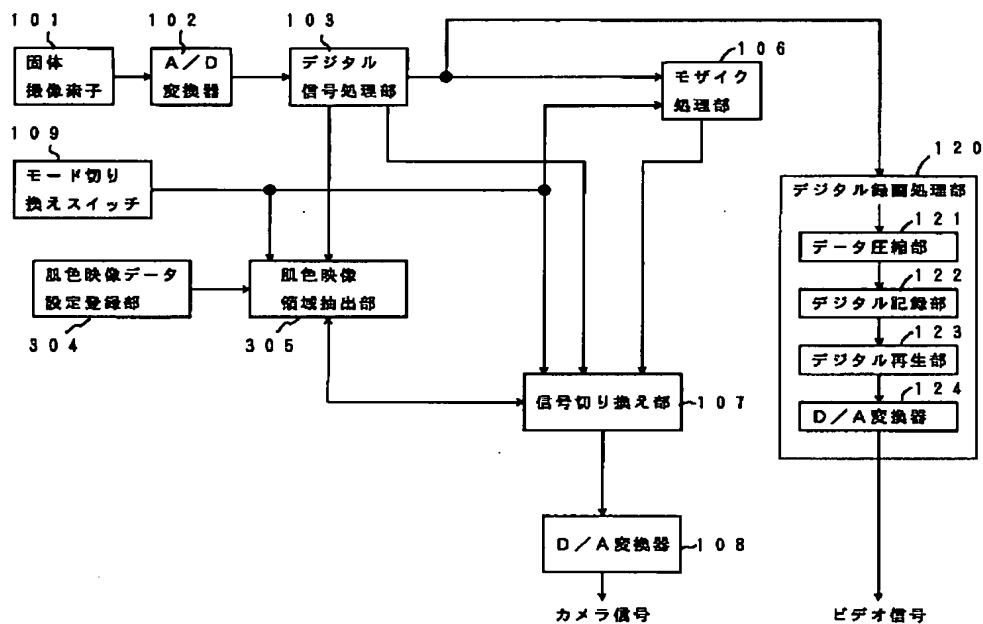 101
固体
撮像素子
102
A/D
変換器
103
デジタル
信号処理部
106
モザイク
処理部
109
モード切り
換えスイッチ
120
デジタル録画処理部
121
データ圧縮部
122
デジタル記録部
123
デジタル再生部
124
D/A変換器
肌色映像データ
設定登録部
304
肌色映像
領域抽出部
305
信号切り換え部
107
D/A変換器
108
カメラ信号
ビデオ信号